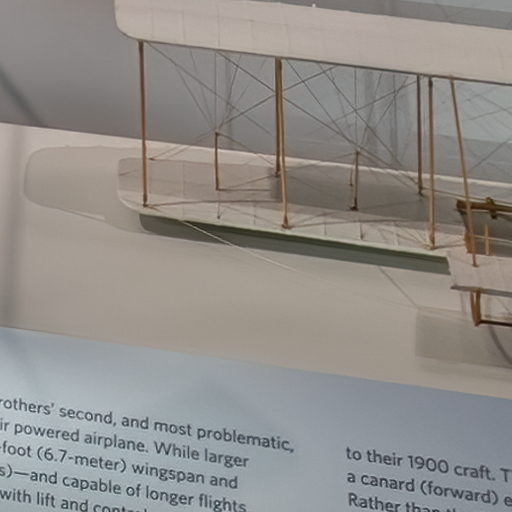 rothers' second, and most problematic,
ir powered airplane. While larger
-foot (6.7-meter) wingspan and
s)—and capable of longer flights
with lift and
to their 1900 craft.
a canard (forward)
Rather